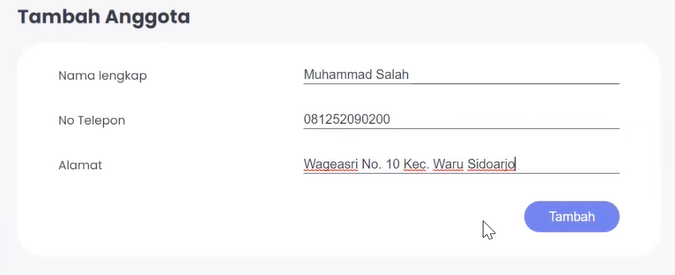 Tambah Anggota
Nama lengkap Muhammad Salah
No Telepon 081252090200
Alamat Wageasri No. 10 Kec. Waru Sidoarjo
Tambah